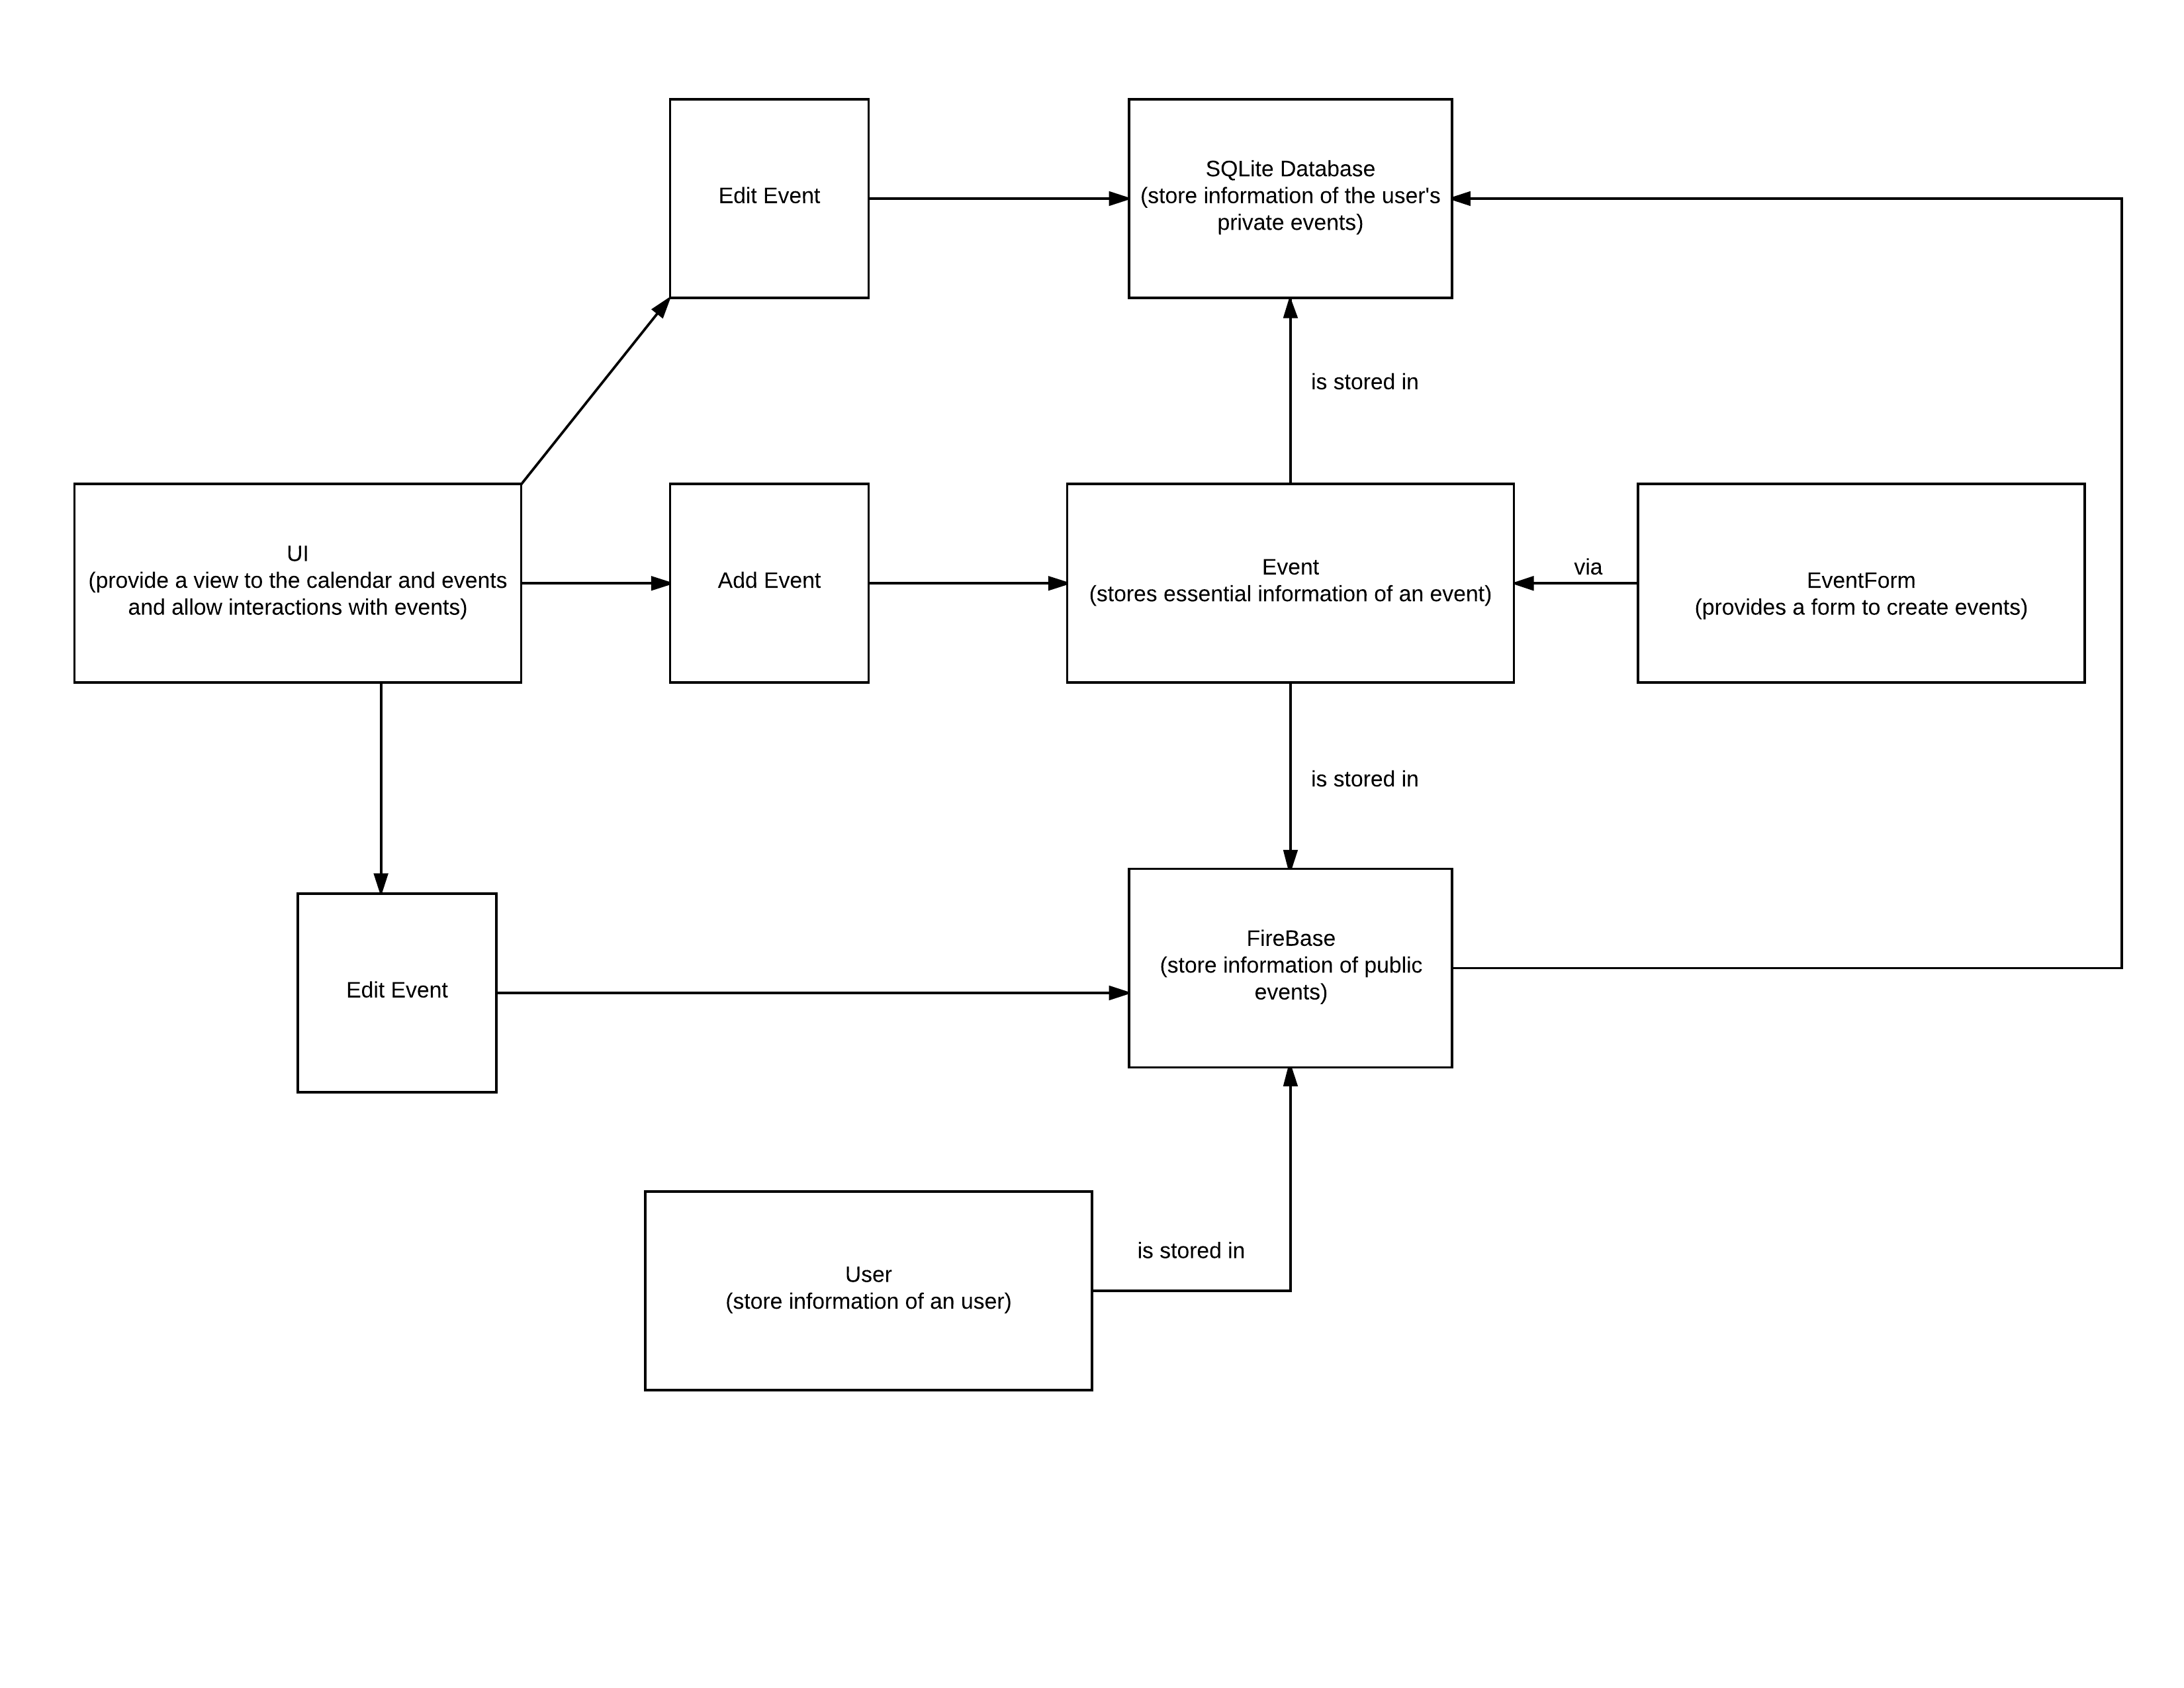 Edit Event
SQLite Database
(store information of the user's
private events)
is stored in
UI
(provide a view to the calendar and events
and allow interactions with events)
Add Event
Event
(stores essential information of an event)
via
EventForm
(provides a form to create events)
is stored in
Edit Event
FireBase
(store information of public
events)
User
(store information of an user)
is stored in